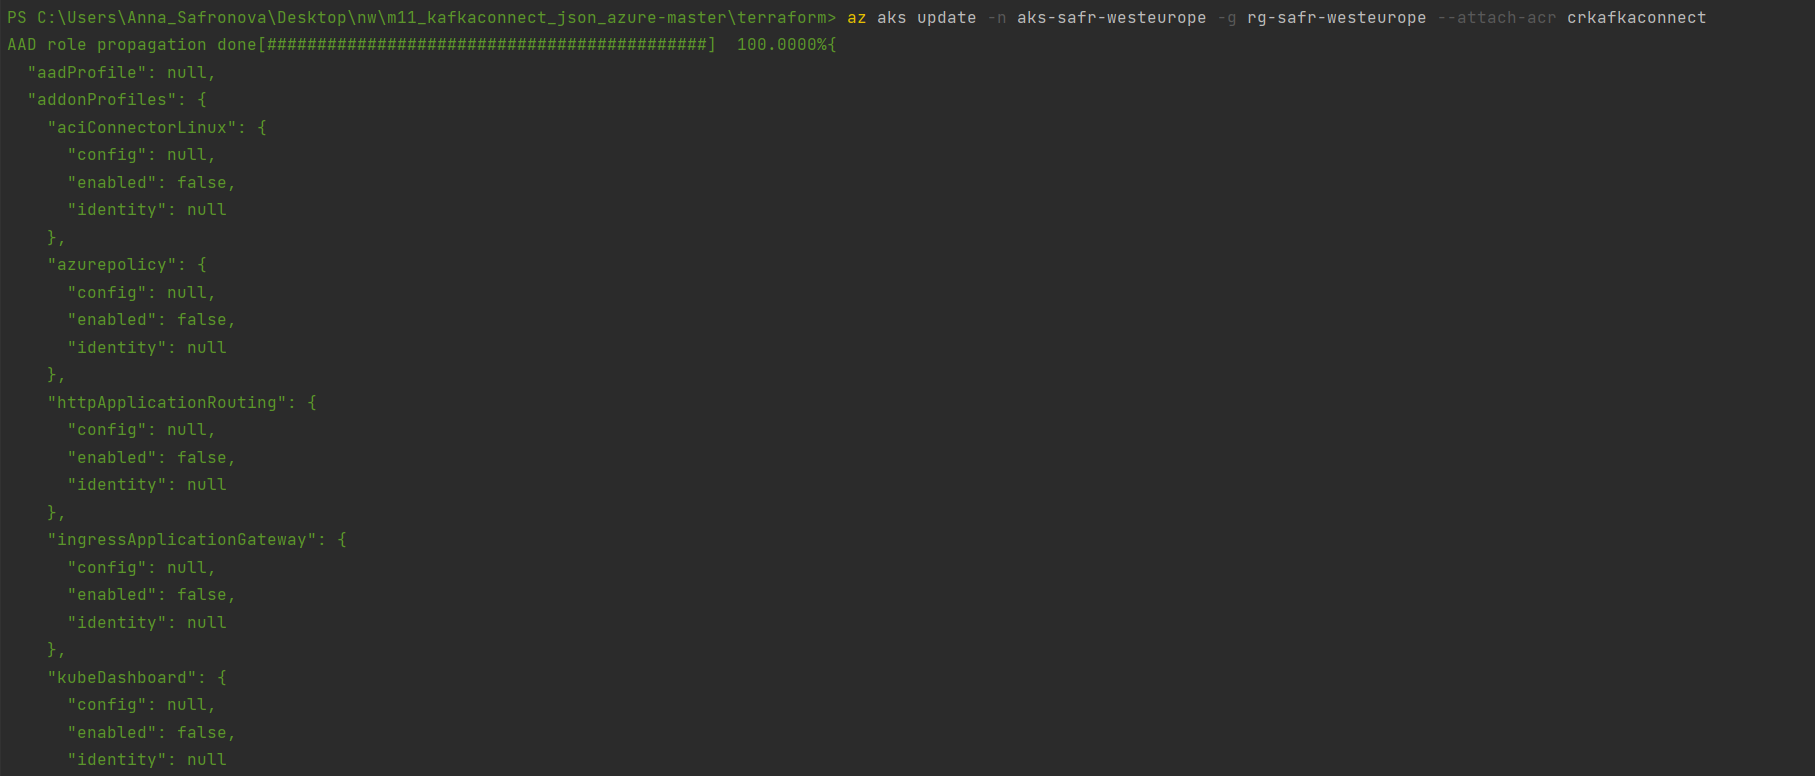 PS C:\Users\Anna_Safronova\Desktop\nw\m11_kafkaconnect_json_azure-master\terraform> az aks update -n aks-safr-westeurope -g rg-safr-westeurope --attach-acr crkafkaconnect
AAD role propagation done[############################################]  100.0000%{
  "aadProfile": null,
  "addonProfiles": {
    "aciConnectorLinux": {
      "config": null,
      "enabled": false,
      "identity": null
    },
    "azurepolicy": {
      "config": null,
      "enabled": false,
      "identity": null
    },
    "httpApplicationRouting": {
      "config": null,
      "enabled": false,
      "identity": null
    },
    "ingressApplicationGateway": {
      "config": null,
      "enabled": false,
      "identity": null
    },
    "kubeDashboard": {
      "config": null,
      "enabled": false,
      "identity": null